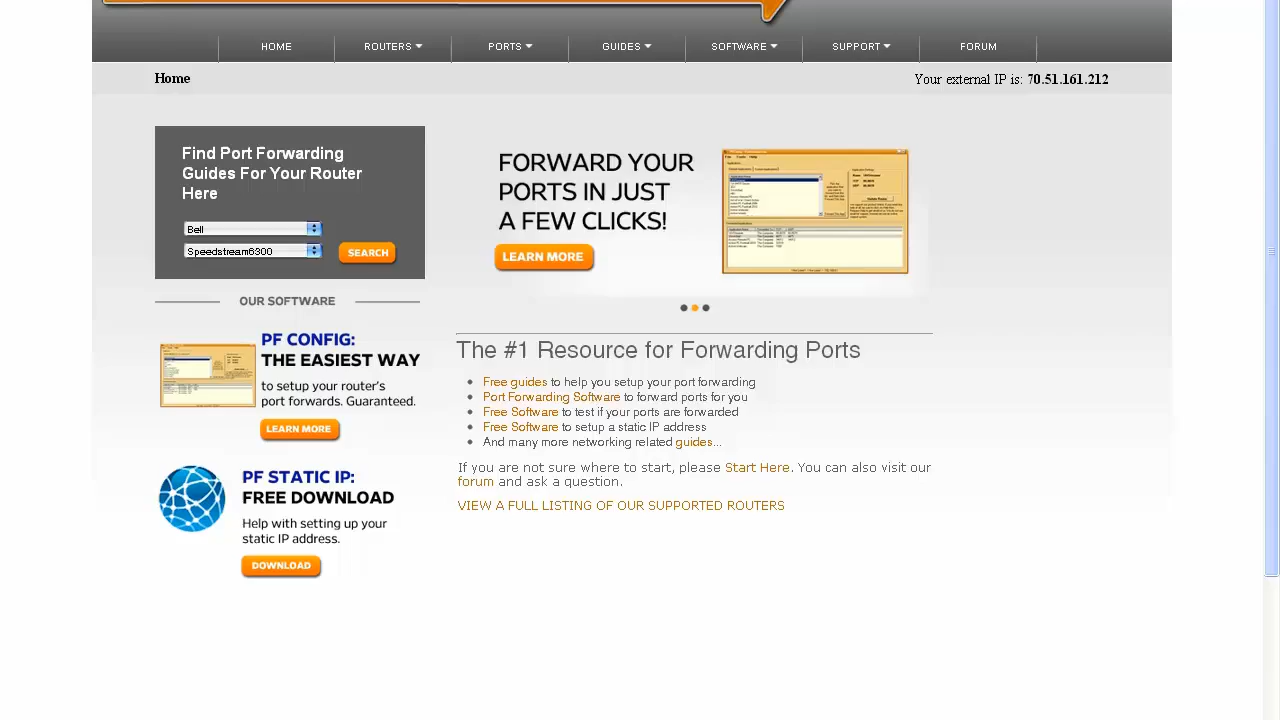 HOME
ROUTERS
PORTS
GUIDES
SOFTWARE
SUPPORT
FORUM
Home
Your external IP is: 70.51.161.212
Find Port Forwarding
Guides For Your Router
Here
Bell
Speedstream6300
SEARCH
OUR SOFTWARE
PF CONFIG:
THE EASIEST WAY
to setup your router's
port forwards. Guaranteed.
LEARN MORE
PF STATIC IP:
FREE DOWNLOAD
Help with setting up your
static IP address.
DOWNLOAD
FORWARD YOUR
PORTS IN JUST
A FEW CLICKS!
LEARN MORE
The #1 Resource for Forwarding Ports
Free guides to help you setup your port forwarding
Port Forwarding Software to forward ports for you
Free Software to test if your ports are forwarded
Free Software to setup a static IP address
And many more networking related guides...
If you are not sure where to start, please Start Here. You can also visit our
forum and ask a question.
VIEW A FULL LISTING OF OUR SUPPORTED ROUTERS